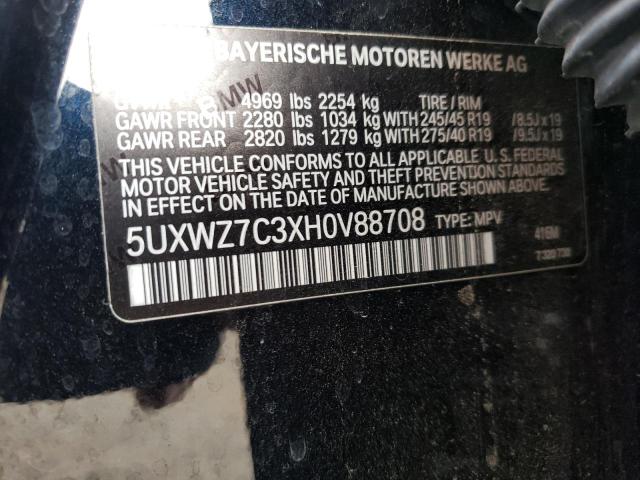 BAYERISCHE MOTOREN WERKE AG
4969 lbs 2254 kg TIRE / RIM
GAWR FRONT 2280 lbs 1034 kg WITH 245/45 R19 /8.5J x 19
GAWR REAR 2820 lbs 1279 kg WITH 275/40 R19 /9.5J x 19
THIS VEHICLE CONFORMS TO ALL APPLICABLE U.S. FEDERAL
MOTOR VEHICLE SAFETY AND THEFT PREVENTION STANDARDS
IN EFFECT ON THE DATE OF MANUFACTURE SHOWN ABOVE.
5UXWZ7C3XH0V88708 TYPE: MPV 416M